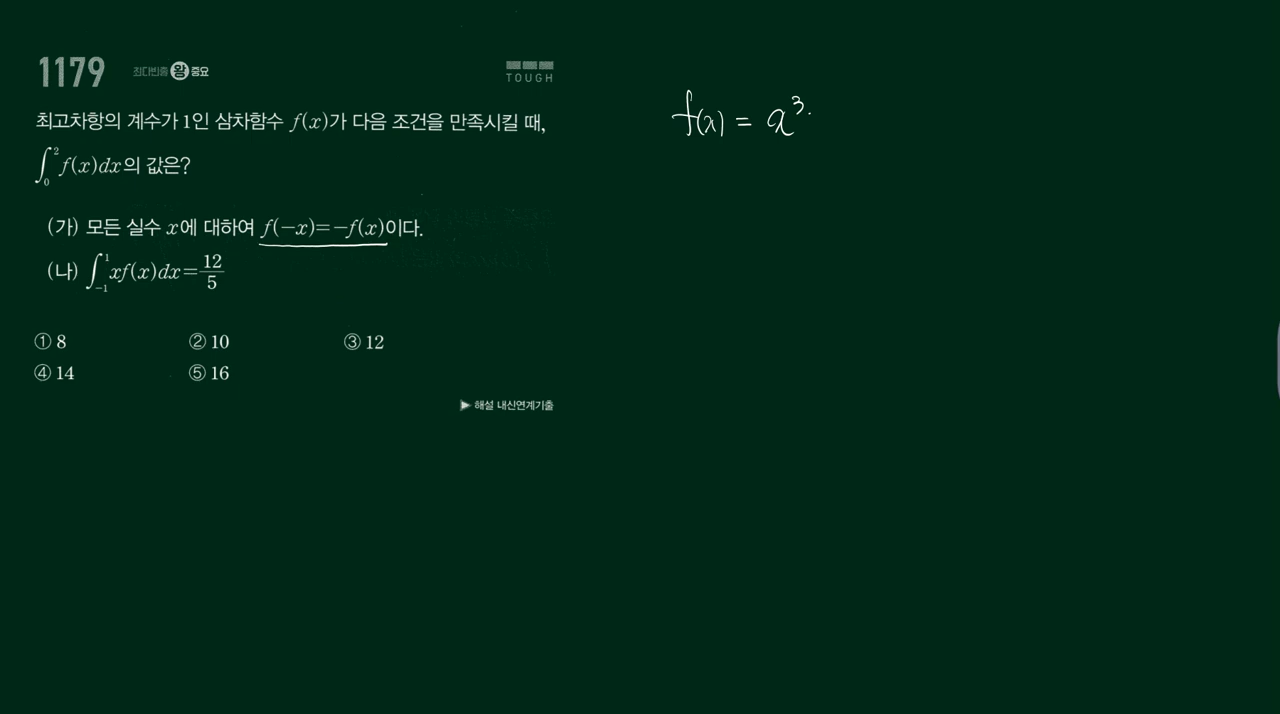 1179 최다빈출 왕 중요
TOUGH
최고차항의 계수가 1인 삼차함수 f(x)가 다음 조건을 만족시킬 때,
∫₀² f(x)dx의 값은?
(가) 모든 실수 x에 대하여 f(−x)=−f(x)이다.
(나) ∫₋₁¹ xf(x)dx=12/5
① 8 ② 10 ③ 12
④ 14 ⑤ 16
▶ 해설 내신연계기출
f(x) = x³